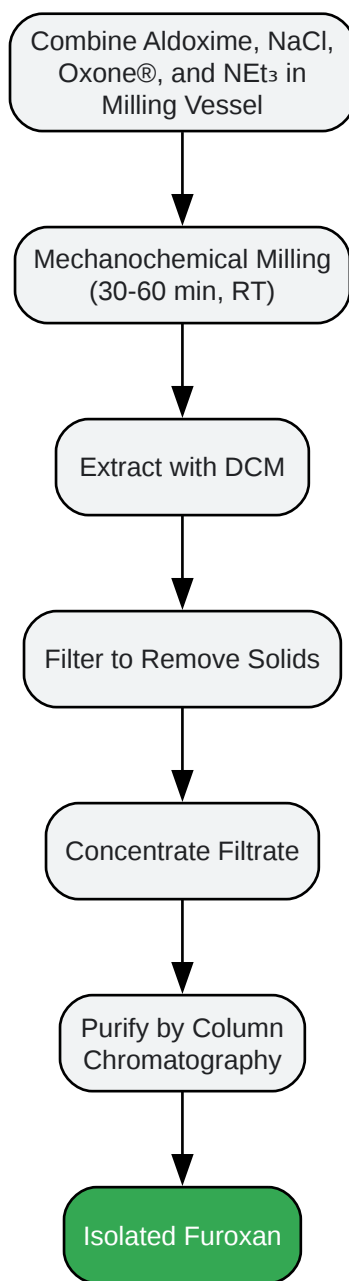 Combine Aldoxime, NaCl,
Oxone®, and NEt₃ in
Milling Vessel
Mechanochemical Milling
(30-60 min, RT)
Extract with DCM
Filter to Remove Solids
Concentrate Filtrate
Purify by Column
Chromatography
Isolated Furoxan